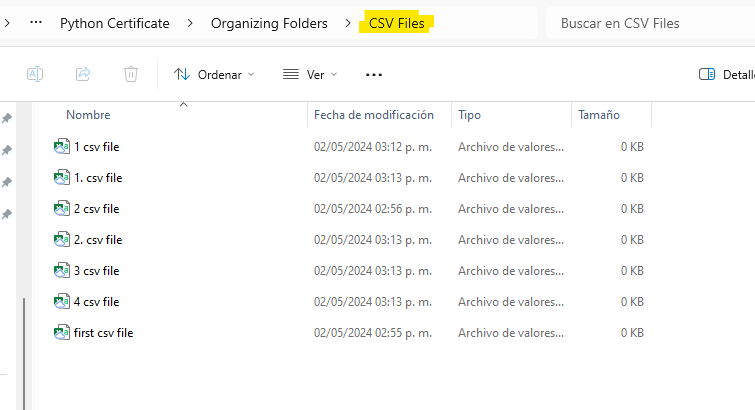 Python Certificate > Organizing Folders > CSV Files Buscar en CSV Files
Ordenar Ver Detall
Nombre Fecha de modificación Tipo Tamaño
1 csv file 02/05/2024 03:12 p. m. Archivo de valores... 0 KB
1. csv file 02/05/2024 03:13 p. m. Archivo de valores... 0 KB
2 csv file 02/05/2024 02:56 p. m. Archivo de valores... 0 KB
2. csv file 02/05/2024 03:13 p. m. Archivo de valores... 0 KB
3 csv file 02/05/2024 03:13 p. m. Archivo de valores... 0 KB
4 csv file 02/05/2024 03:13 p. m. Archivo de valores... 0 KB
first csv file 02/05/2024 02:55 p. m. Archivo de valores... 0 KB